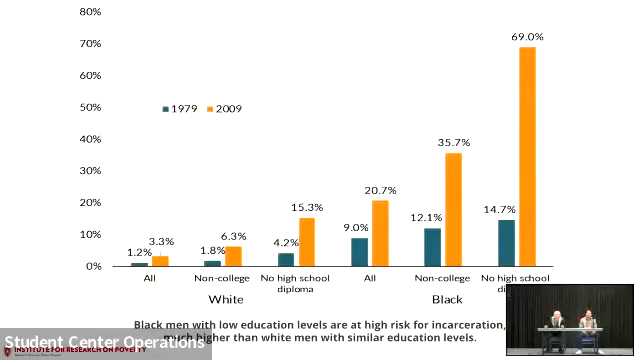 80%
70%
60%
50%
40%
30%
20%
10%
0%
1979 2009
1.2% 3.3%
1.8% 6.3%
4.2% 15.3%
9.0% 20.7%
12.1% 35.7%
14.7% 69.0%
All Non-college No high school diploma
White
All Non-college No high school
Black
Black men with low education levels are at high risk for incarceration,
much higher than white men with similar education levels.
Student Center Operations
INSTITUTE FOR RESEARCH ON POVERTY